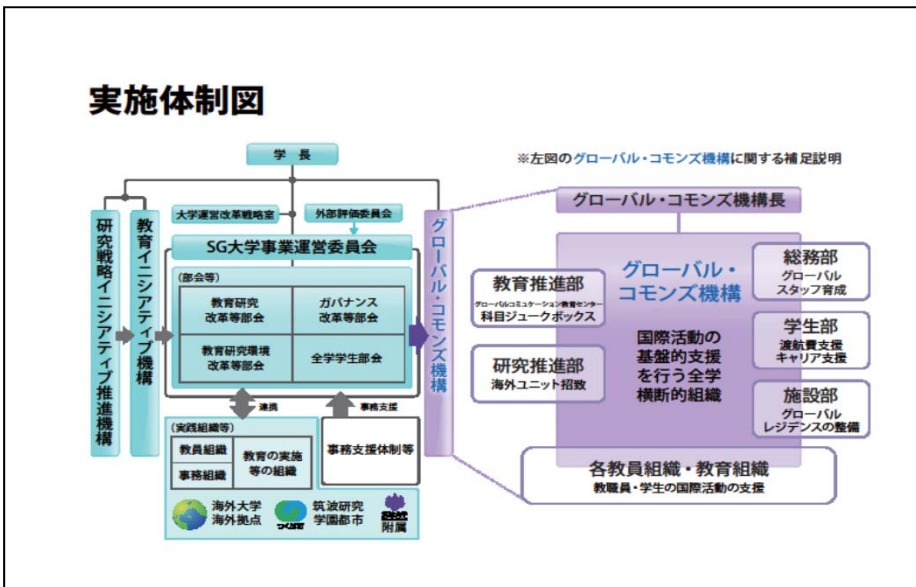 実施体制図
学長
※左図のグローバル・コモンズ機構に関する補足説明
大学運営改革戦略室
外部評価委員会
研究戦略イニシアティブ推進機構
教育イニシアティブ機構
SG大学事業運営委員会
(部会等)
教育研究
改革等部会
ガバナンス
改革等部会
教育研究環境
改革等部会
全学学生部会
グローバル・コモンズ機構
連携
事務支援
(実践組織等)
教員組織
事務組織
教育の実施
等の組織
事務支援体制等
海外大学
海外拠点
筑波研究
学園都市
附属
グローバル・コモンズ機構長
グローバル・
コモンズ機構
国際活動の
基盤的支援
を行う全学
横断的組織
教育推進部
グローバルコミュケーション教育センター
科目ジュークボックス
研究推進部
海外ユニット招致
総務部
グローバル
スタッフ育成
学生部
渡航費支援
キャリア支援
施設部
グローバル
レジデンスの整備
各教員組織・教育組織
教職員・学生の国際活動の支援